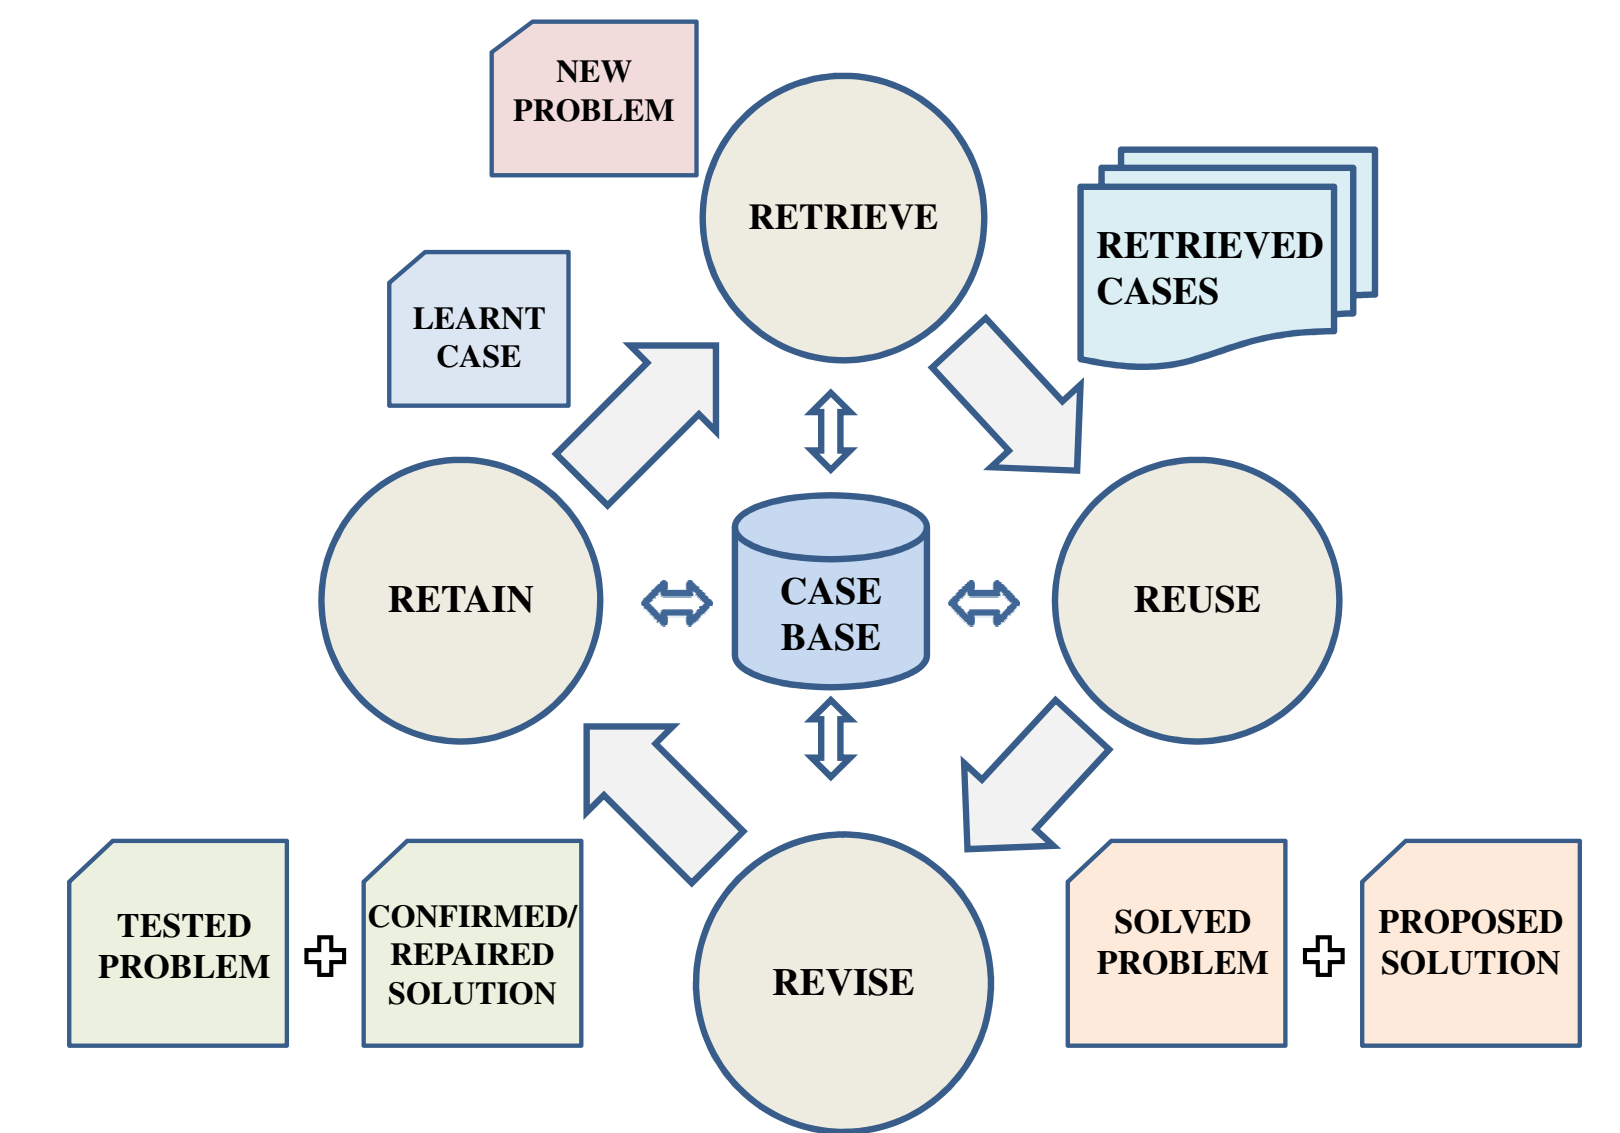 NEW
PROBLEM
RETRIEVE
RETRIEVED
CASES
LEARNT
CASE
RETAIN
CASE
BASE
REUSE
TESTED
PROBLEM
CONFIRMED/
REPAIRED
SOLUTION
REVISE
SOLVED
PROBLEM
PROPOSED
SOLUTION